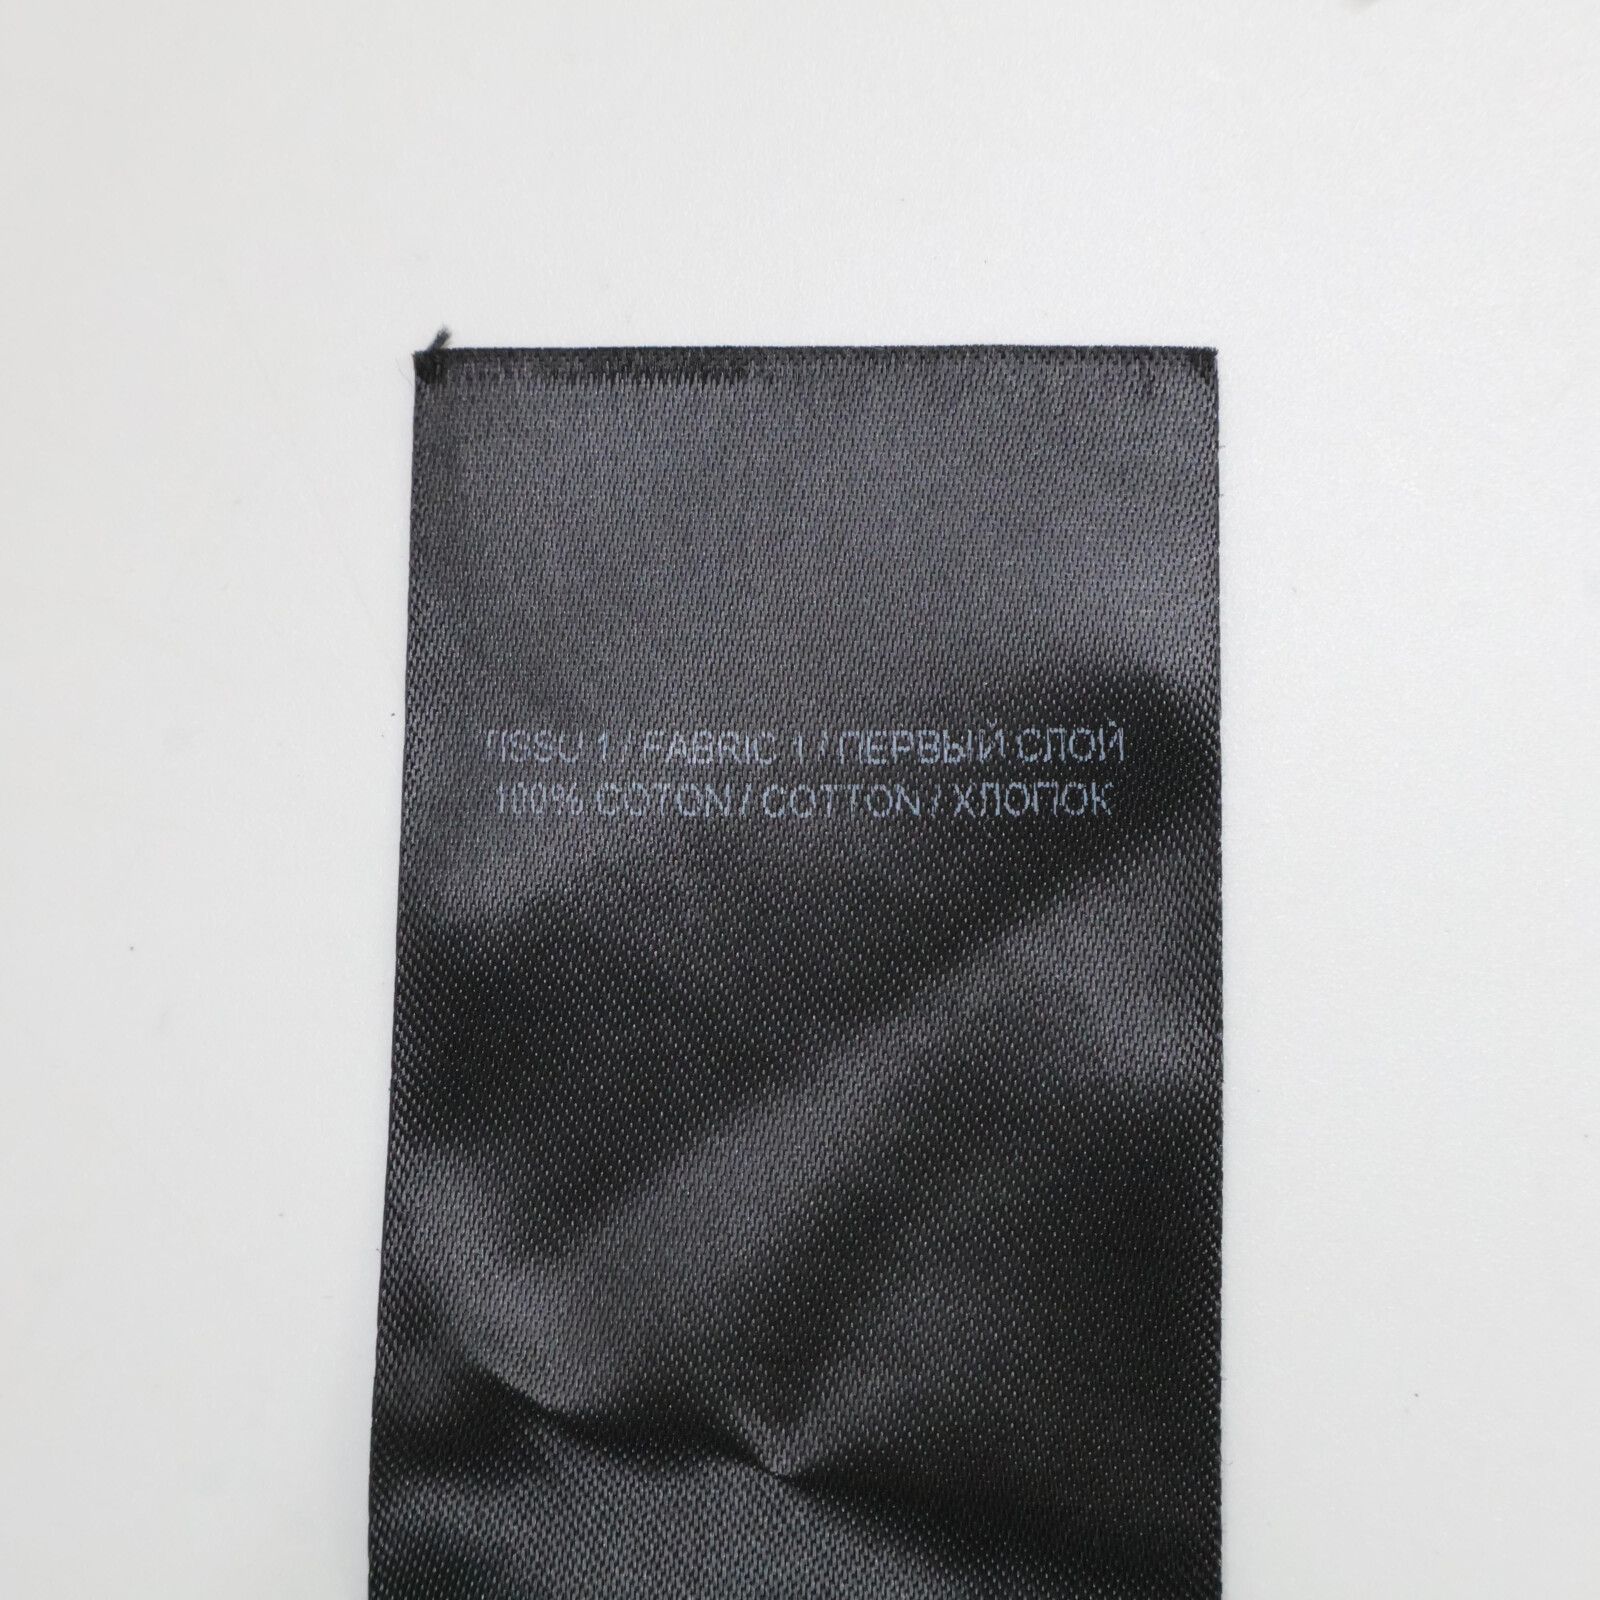 TISSU 1 / FABRIC 1 / ПЕРВЫЙ СЛОЙ
100% COTON / COTTON / ХЛОПОК